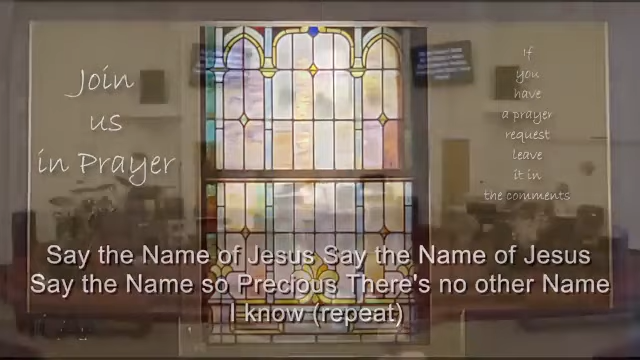 Join
us
in Prayer
If
you
have
a prayer
request
leave
it in
the comments
Say the Name of Jesus Say the Name of Jesus
Say the Name so Precious There's no other Name
I know (repeat)